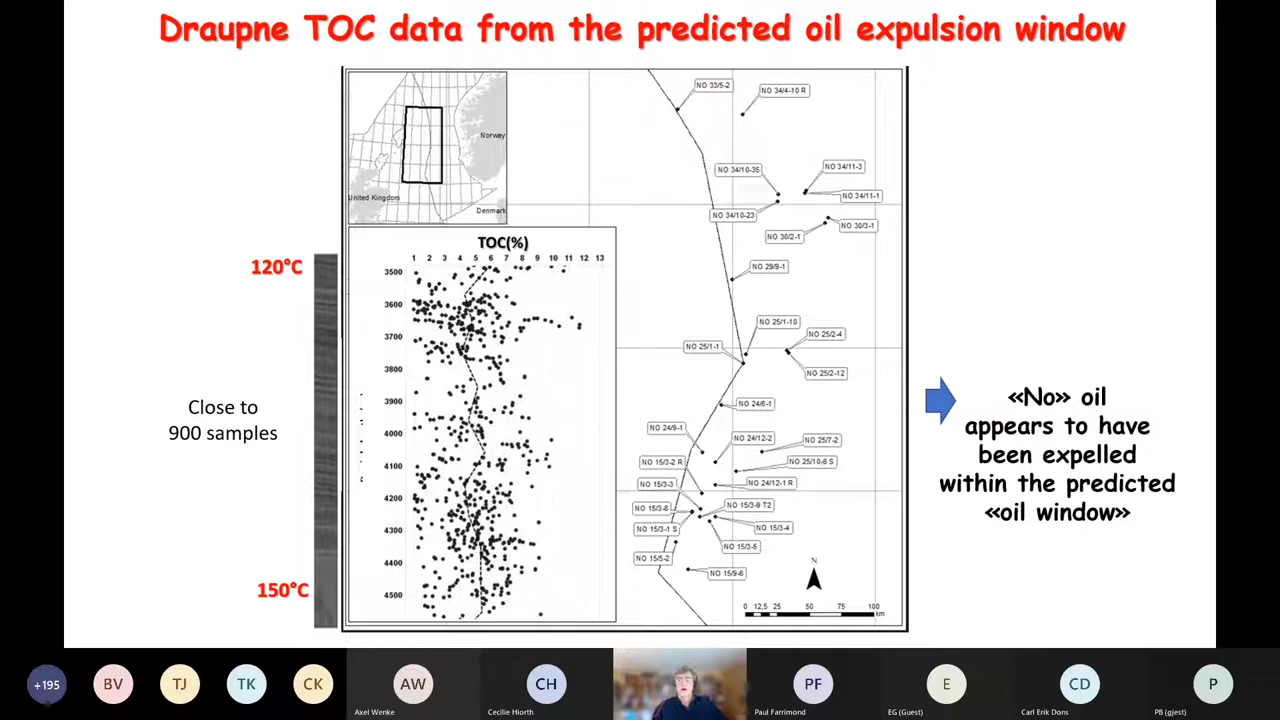 Draupne TOC data from the predicted oil expulsion window
Norway
United Kingdom
Denmark
TOC(%)
1 2 3 4 5 6 7 8 9 10 11 12 13
3500
3600
3700
3800
3900
4000
4100
4200
4300
4400
4500
120°C
150°C
Close to
900 samples
NO 33/5-2
NO 34/4-10 R
NO 34/10-35
NO 34/11-3
NO 34/11-1
NO 34/10-23
NO 30/3-1
NO 30/2-1
NO 29/9-1
NO 25/1-10
NO 25/2-4
NO 25/1-1
NO 25/2-12
NO 24/6-1
NO 24/9-1
NO 24/12-2
NO 25/7-2
NO 15/3-2 R
NO 25/10-6 S
NO 15/3-3
NO 24/12-1 R
NO 15/3-9 T2
NO 15/3-8
NO 15/3-1 S
NO 15/3-4
NO 15/3-5
NO 15/5-2
NO 15/9-6
N
0 12,5 25 50 75 100
km
«No» oil
appears to have
been expelled
within the predicted
«oil window»
+195
BV
TJ
TK
CK
AW
Axel Wenke
CH
Cecilie Hiorth
PF
Paul Farrimond
E
EG (Guest)
CD
Carl Erik Dons
P
PB (gjest)